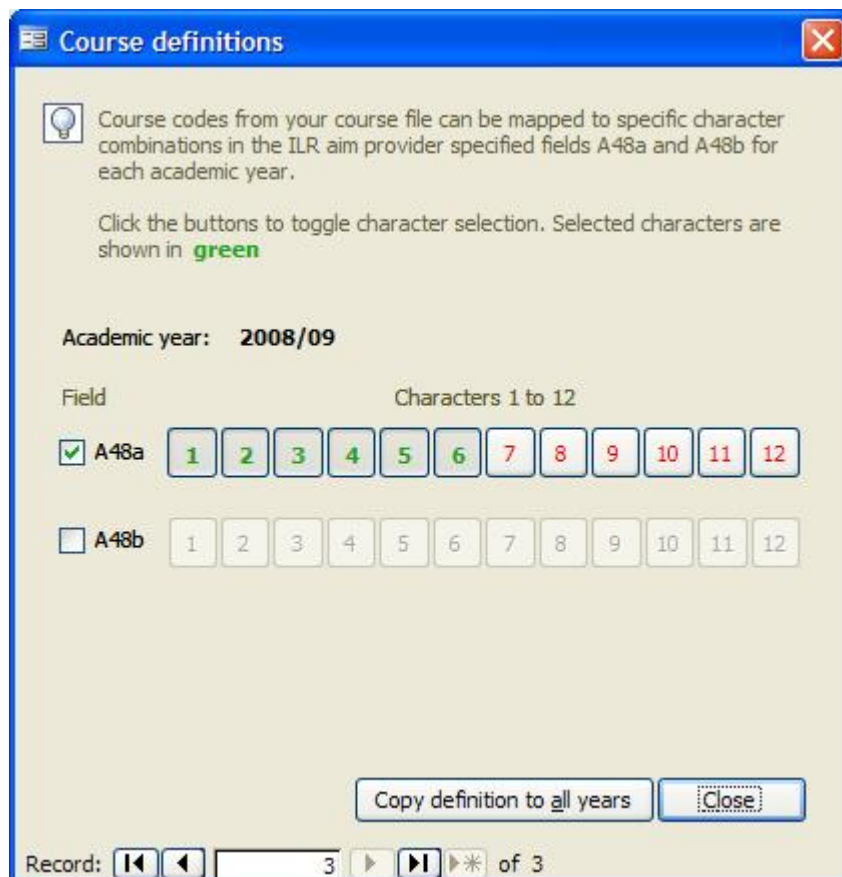 Course definitions
Course codes from your course file can be mapped to specific character
combinations in the ILR aim provider specified fields A48a and A48b for
each academic year.
Click the buttons to toggle character selection. Selected characters are
shown in green
Academic year: 2008/09
Field Characters 1 to 12
A48a 1 2 3 4 5 6 7 8 9 10 11 12
A48b 1 2 3 4 5 6 7 8 9 10 11 12
Copy definition to all years Close
Record: 3 of 3